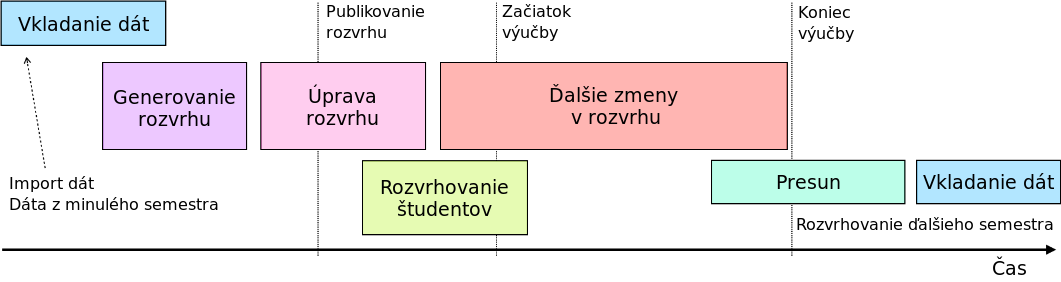 Vkladanie dát
Publikovanie
rozvrhu
Začiatok
výučby
Koniec
výučby
Generovanie
rozvrhu
Úprava
rozvrhu
Ďalšie zmeny
v rozvrhu
Import dát
Dáta z minulého semestra
Rozvrhovanie
študentov
Presun
Vkladanie dát
Rozvrhovanie ďalšieho semestra
Čas